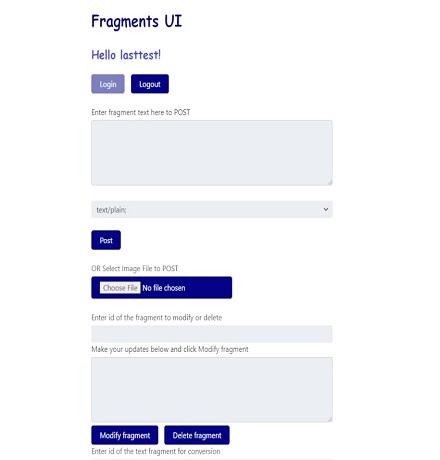 Fragments UI
Hello lasttest!
Login Logout
Enter fragment text here to POST
text/plain;
Post
OR Select Image File to POST
Choose File No file chosen
Enter id of the fragment to modify or delete
Make your updates below and click Modify fragment
Modify fragment Delete fragment
Enter id of the text fragment for conversion